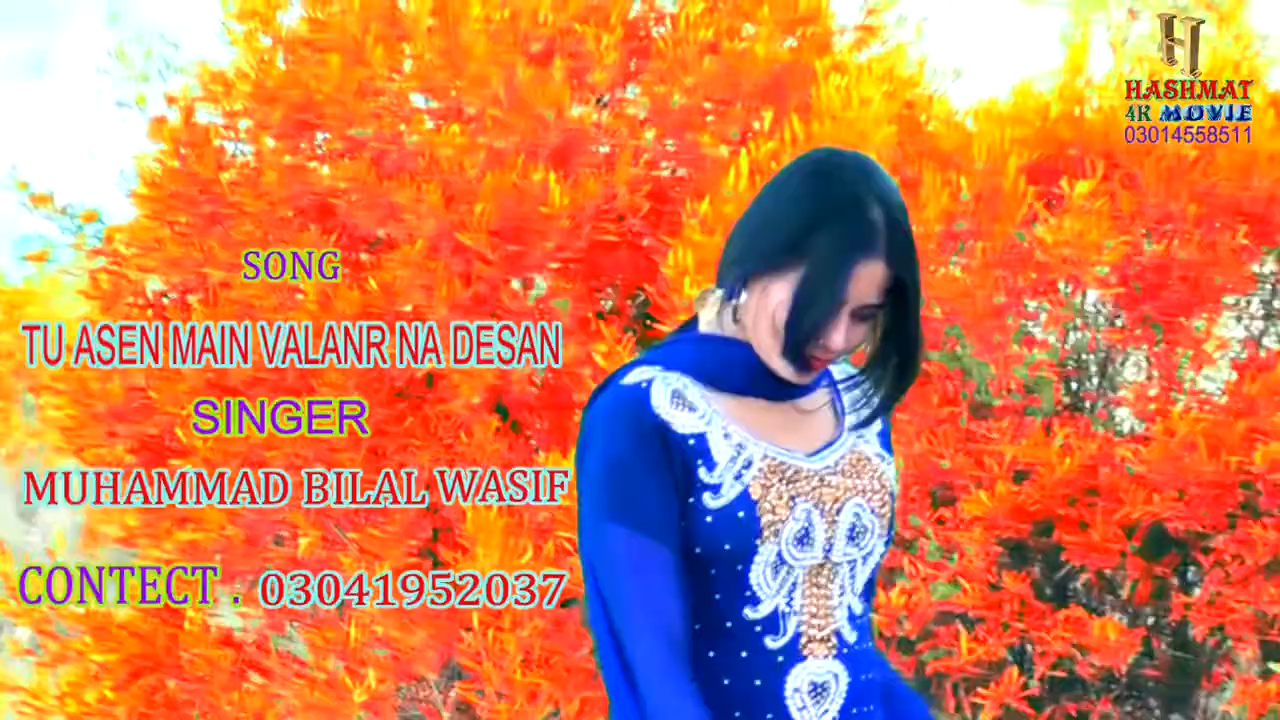 H
HASHMAT
4K MOVIE
03014558511
SONG
TU ASEN MAIN VALANR NA DESAN
SINGER
MUHAMMAD BILAL WASIF
CONTECT . 03041952037